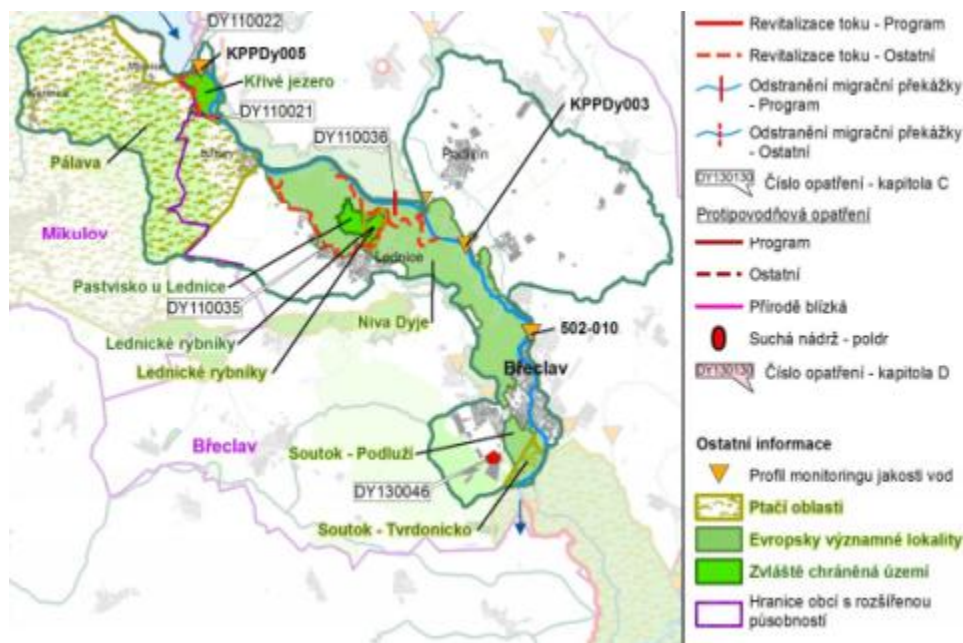 DY110022
KPPDy005
Křivé jezero
DY110021
KPPDy003
DY110036
Pálava
Mikulov
Lednice
Pastvisko u Lednice
DY110035
Niva Dyje
Lednické rybníky
Lednické rybníky
502-010
Břeclav
Břeclav
Soutok - Podluží
DY130046
Soutok - Tvrdonicko
Revitalizace toku - Program
Revitalizace toku - Ostatní
Odstranění migrační překážky
- Program
Odstranění migrační překážky
- Ostatní
DY130130
Číslo opatření - kapitola C
Protipovodňová opatření
Program
Ostatní
Přírodě blízká
Suchá nádrž - poldr
DY130130
Číslo opatření - kapitola D
Ostatní informace
Profil monitoringu jakosti vod
Ptačí oblasti
Evropsky významné lokality
Zvláště chráněná území
Hranice obcí s rozšířenou
působností